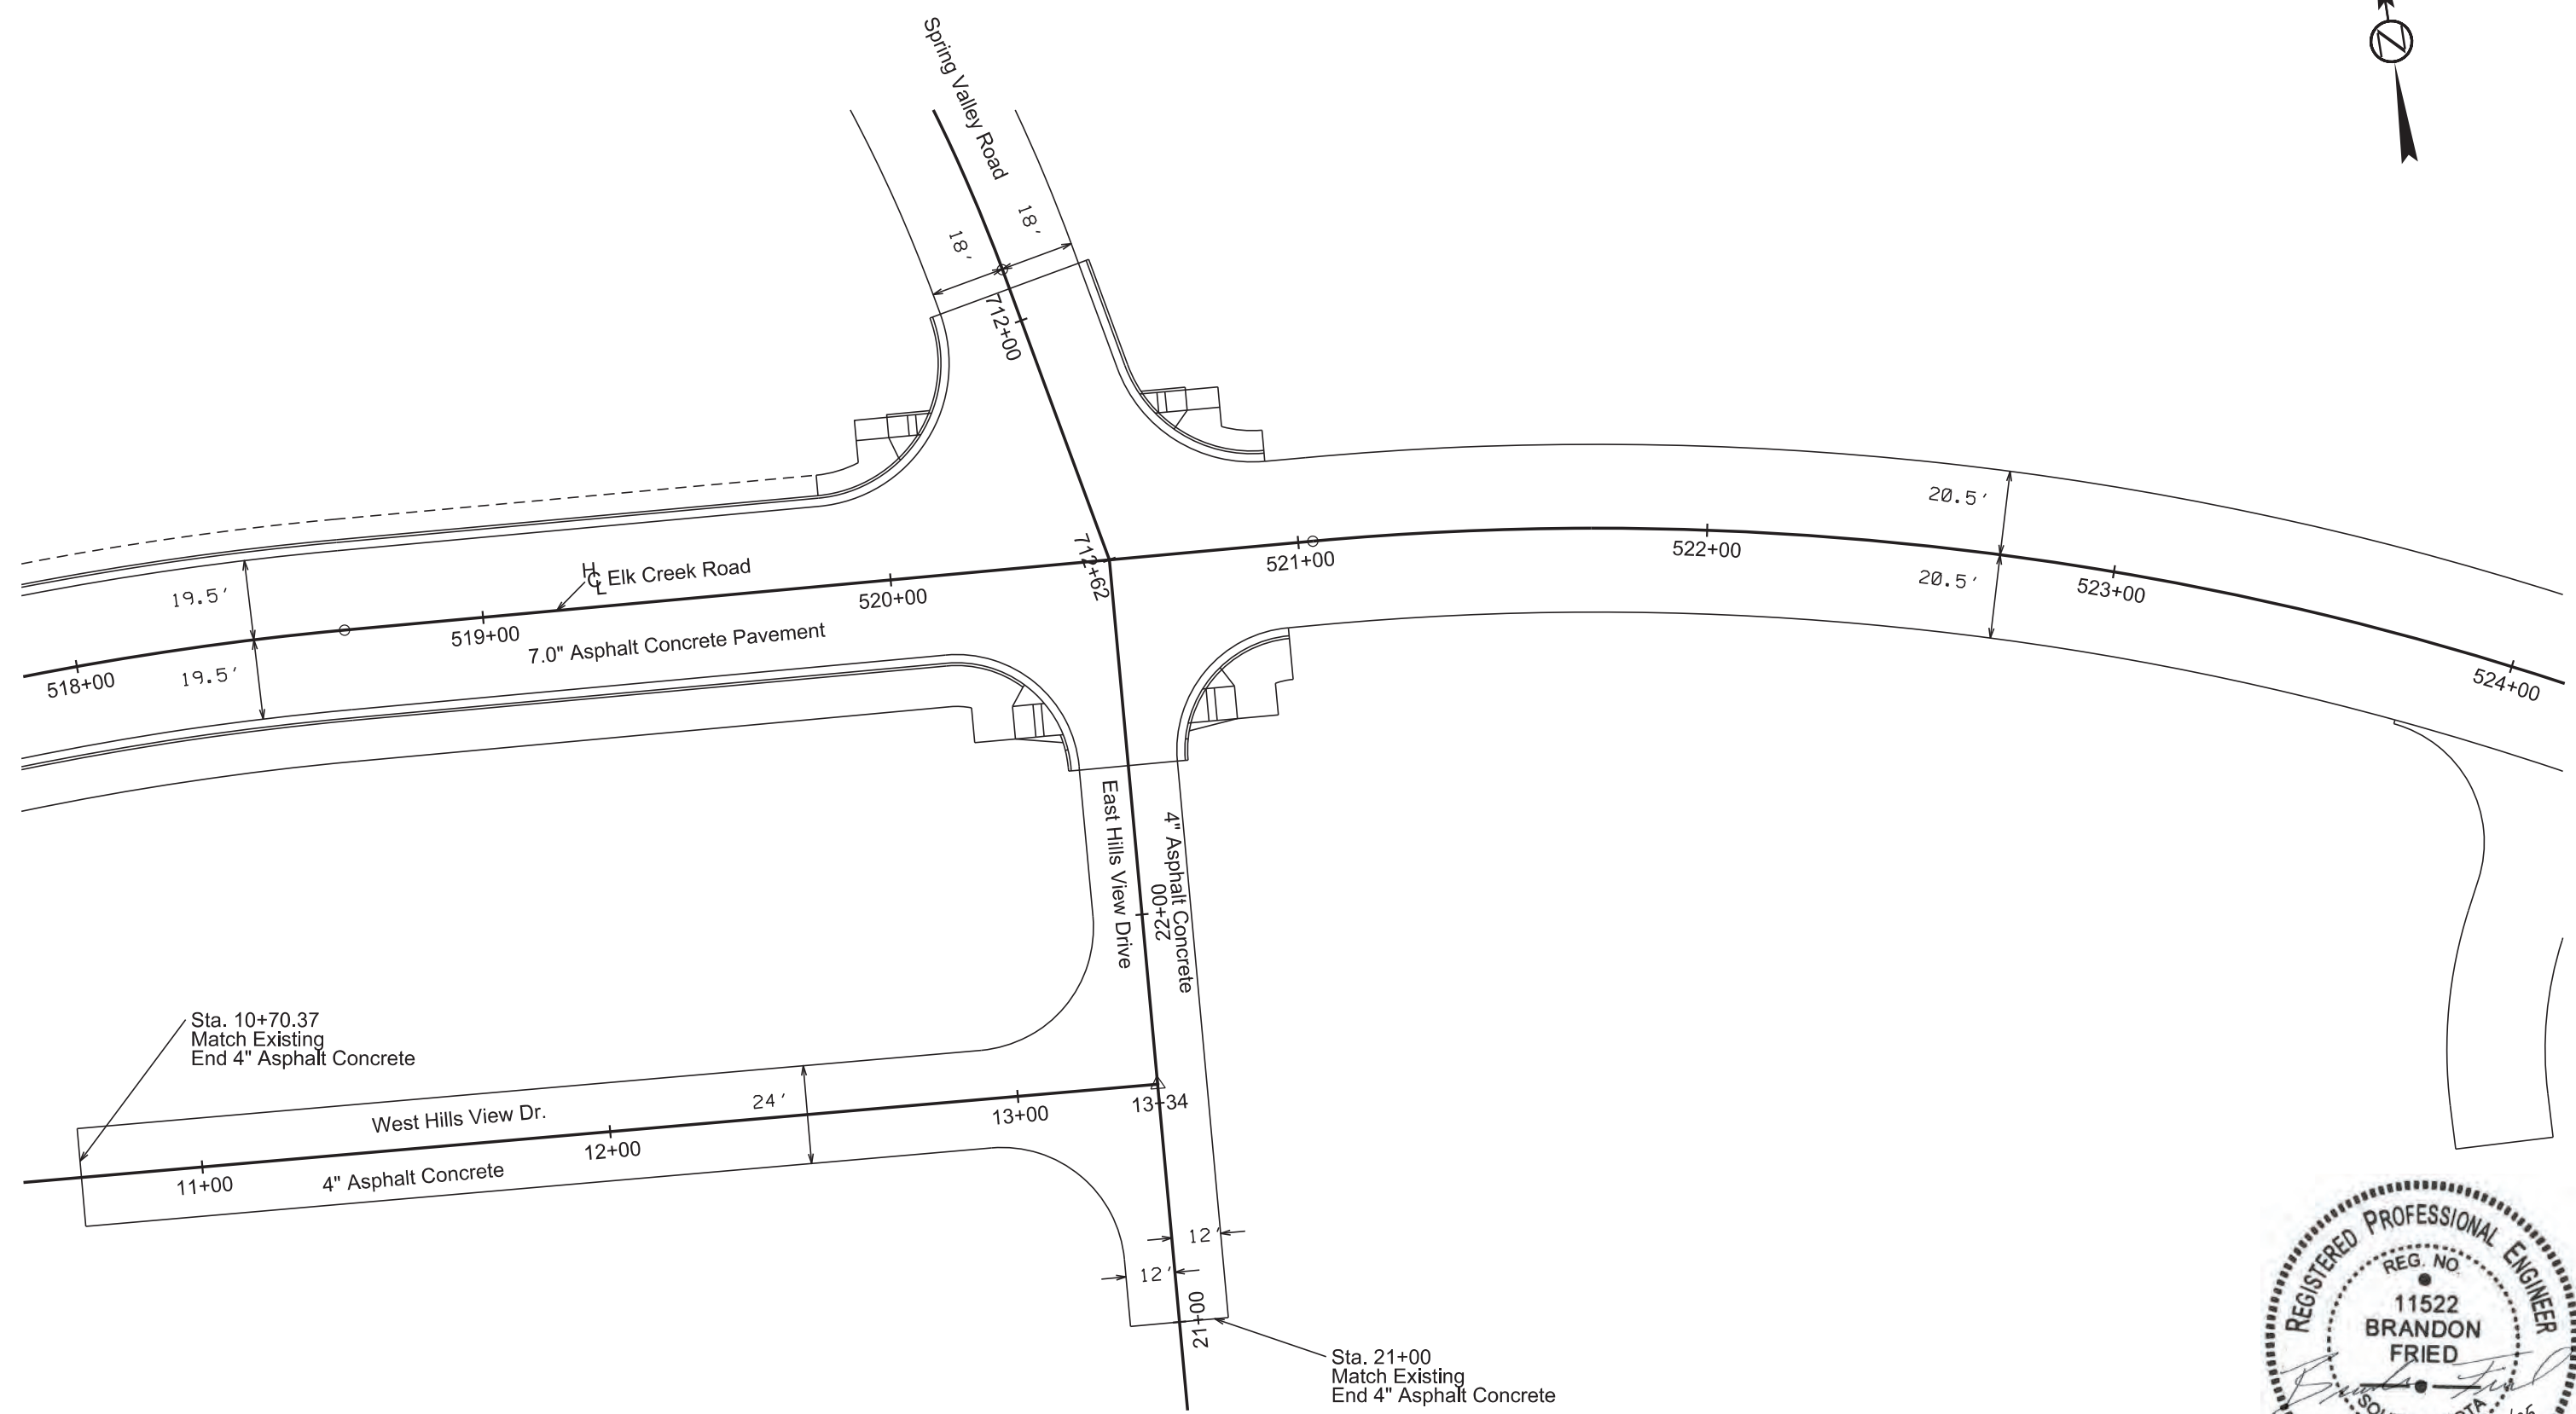 Spring Valley Road
N
18'
18'
712+00
712+62
20.5'
20.5'
521+00
522+00
523+00
524+00
HCL Elk Creek Road
19.5'
19.5'
518+00
519+00
520+00
7.0" Asphalt Concrete Pavement
East Hills View Drive
4" Asphalt Concrete
22+00
Sta. 10+70.37
Match Existing
End 4" Asphalt Concrete
West Hills View Dr.
24'
11+00
12+00
13+00
13+34
4" Asphalt Concrete
12'
12'
21+00
Sta. 21+00
Match Existing
End 4" Asphalt Concrete
REGISTERED PROFESSIONAL ENGINEER
REG. NO.
11522
BRANDON
FRIED